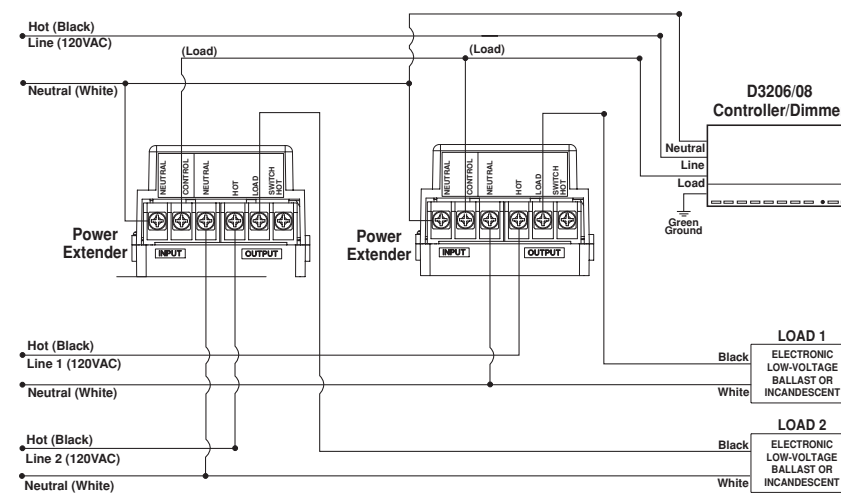 Hot (Black)
Line (120VAC)
(Load)
(Load)
Neutral (White)
D3206/08
Controller/Dimme
Neutral
Line
Load
Green
Ground
NEUTRAL
CONTROL
NEUTRAL
HOT
LOAD
SWITCH
HOT
Power
Extender
INPUT
OUTPUT
NEUTRAL
CONTROL
NEUTRAL
HOT
LOAD
SWITCH
HOT
Power
Extender
INPUT
OUTPUT
Hot (Black)
Line 1 (120VAC)
Neutral (White)
LOAD 1
Black
White
ELECTRONIC
LOW-VOLTAGE
BALLAST OR
INCANDESCENT
Hot (Black)
Line 2 (120VAC)
Neutral (White)
LOAD 2
Black
White
ELECTRONIC
LOW-VOLTAGE
BALLAST OR
INCANDESCENT